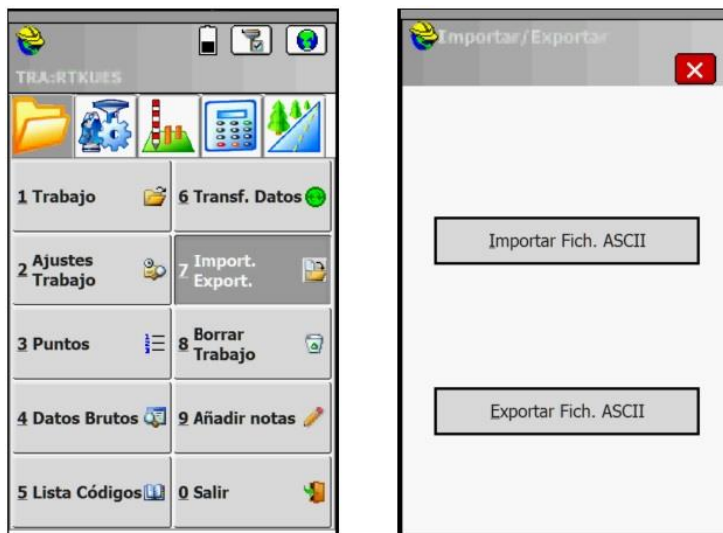 TRA:RTKUES
1 Trabajo
6 Transf. Datos
2 Ajustes
Trabajo
7 Import.
Export.
3 Puntos
8 Borrar
Trabajo
4 Datos Brutos
9 Añadir notas
5 Lista Códigos
0 Salir
Importar/Exportar
Importar Fich. ASCII
Exportar Fich. ASCII